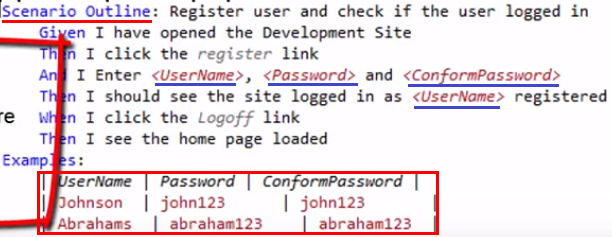 Scenario Outline: Register user and check if the user logged in
Given I have opened the Development Site
Then I click the register link
And I Enter <UserName>, <Password> and <ConformPassword>
Then I should see the site logged in as <UserName> registered
re When I click the Logoff link
Then I see the home page loaded
Examples:
| UserName | Password | ConformPassword |
| Johnson | john123 | john123 |
| Abrahams | abraham123 | abraham123 |